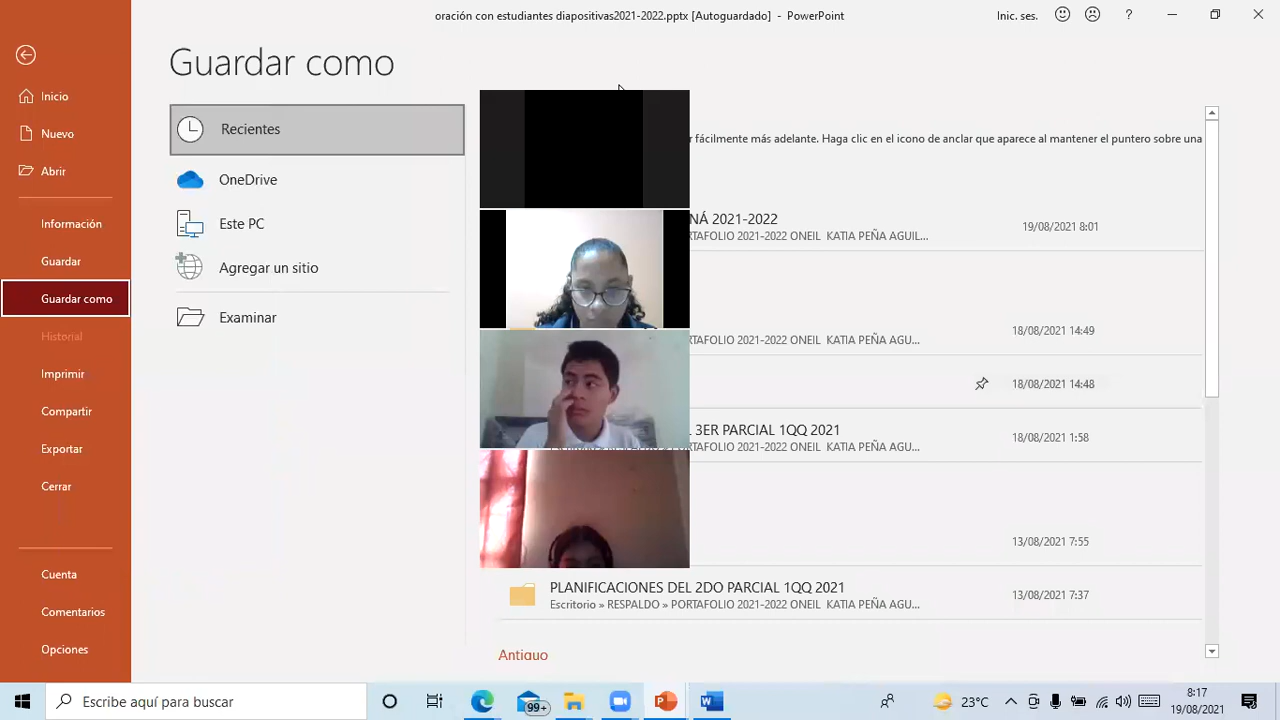 oración con estudiantes diapositivas2021-2022.pptx [Autoguardado] - PowerPoint
Inic. ses.
?
Guardar como
Inicio
Nuevo
Abrir
Información
Guardar
Guardar como
Historial
Imprimir
Compartir
Exportar
Cerrar
Cuenta
Comentarios
Opciones
Recientes
OneDrive
Este PC
Agregar un sitio
Examinar
fácilmente más adelante. Haga clic en el icono de anclar que aparece al mantener el puntero sobre una
NÁ 2021-2022
RTAFOLIO 2021-2022 ONEIL KATIA PEÑA AGUIL...
19/08/2021 8:01
RTAFOLIO 2021-2022 ONEIL KATIA PEÑA AGU...
18/08/2021 14:49
18/08/2021 14:48
L 3ER PARCIAL 1QQ 2021
RTAFOLIO 2021-2022 ONEIL KATIA PEÑA AGU...
18/08/2021 1:58
13/08/2021 7:55
PLANIFICACIONES DEL 2DO PARCIAL 1QQ 2021
Escritorio » RESPALDO » PORTAFOLIO 2021-2022 ONEIL KATIA PEÑA AGU...
13/08/2021 7:37
Antiguo
Escribe aquí para buscar
99+
23°C
8:17
19/08/2021